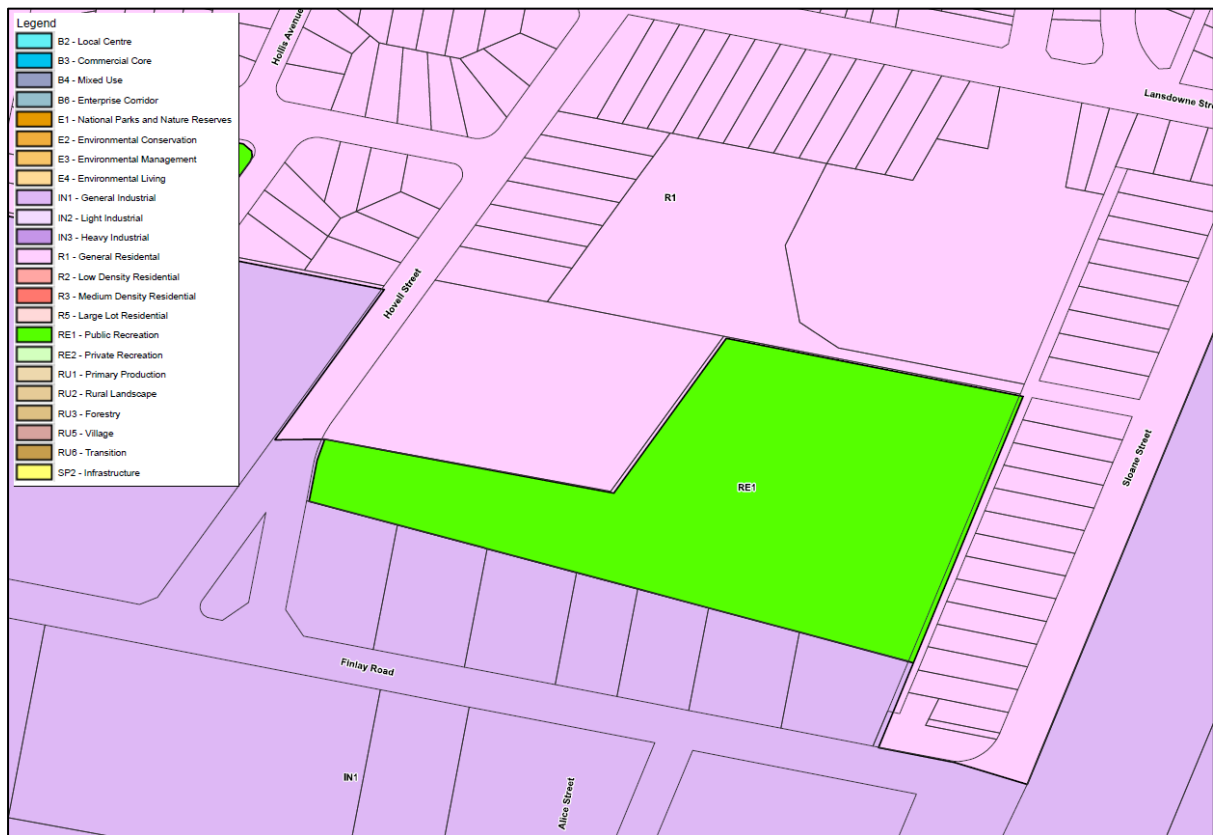 Legend
B2 - Local Centre
B3 - Commercial Core
B4 - Mixed Use
B6 - Enterprise Corridor
E1 - National Parks and Nature Reserves
E2 - Environmental Conservation
E3 - Environmental Management
E4 - Environmental Living
IN1 - General Industrial
IN2 - Light Industrial
IN3 - Heavy Industrial
R1 - General Residental
R2 - Low Density Residential
R3 - Medium Density Residential
R5 - Large Lot Residential
RE1 - Public Recreation
RE2 - Private Recreation
RU1 - Primary Production
RU2 - Rural Landscape
RU3 - Forestry
RU5 - Village
RU6 - Transition
SP2 - Infrastructure
Hollis Avenue
Lansdowne Stre
R1
Hovell Street
Sloane Street
RE1
Finlay Road
IN1
Alice Street